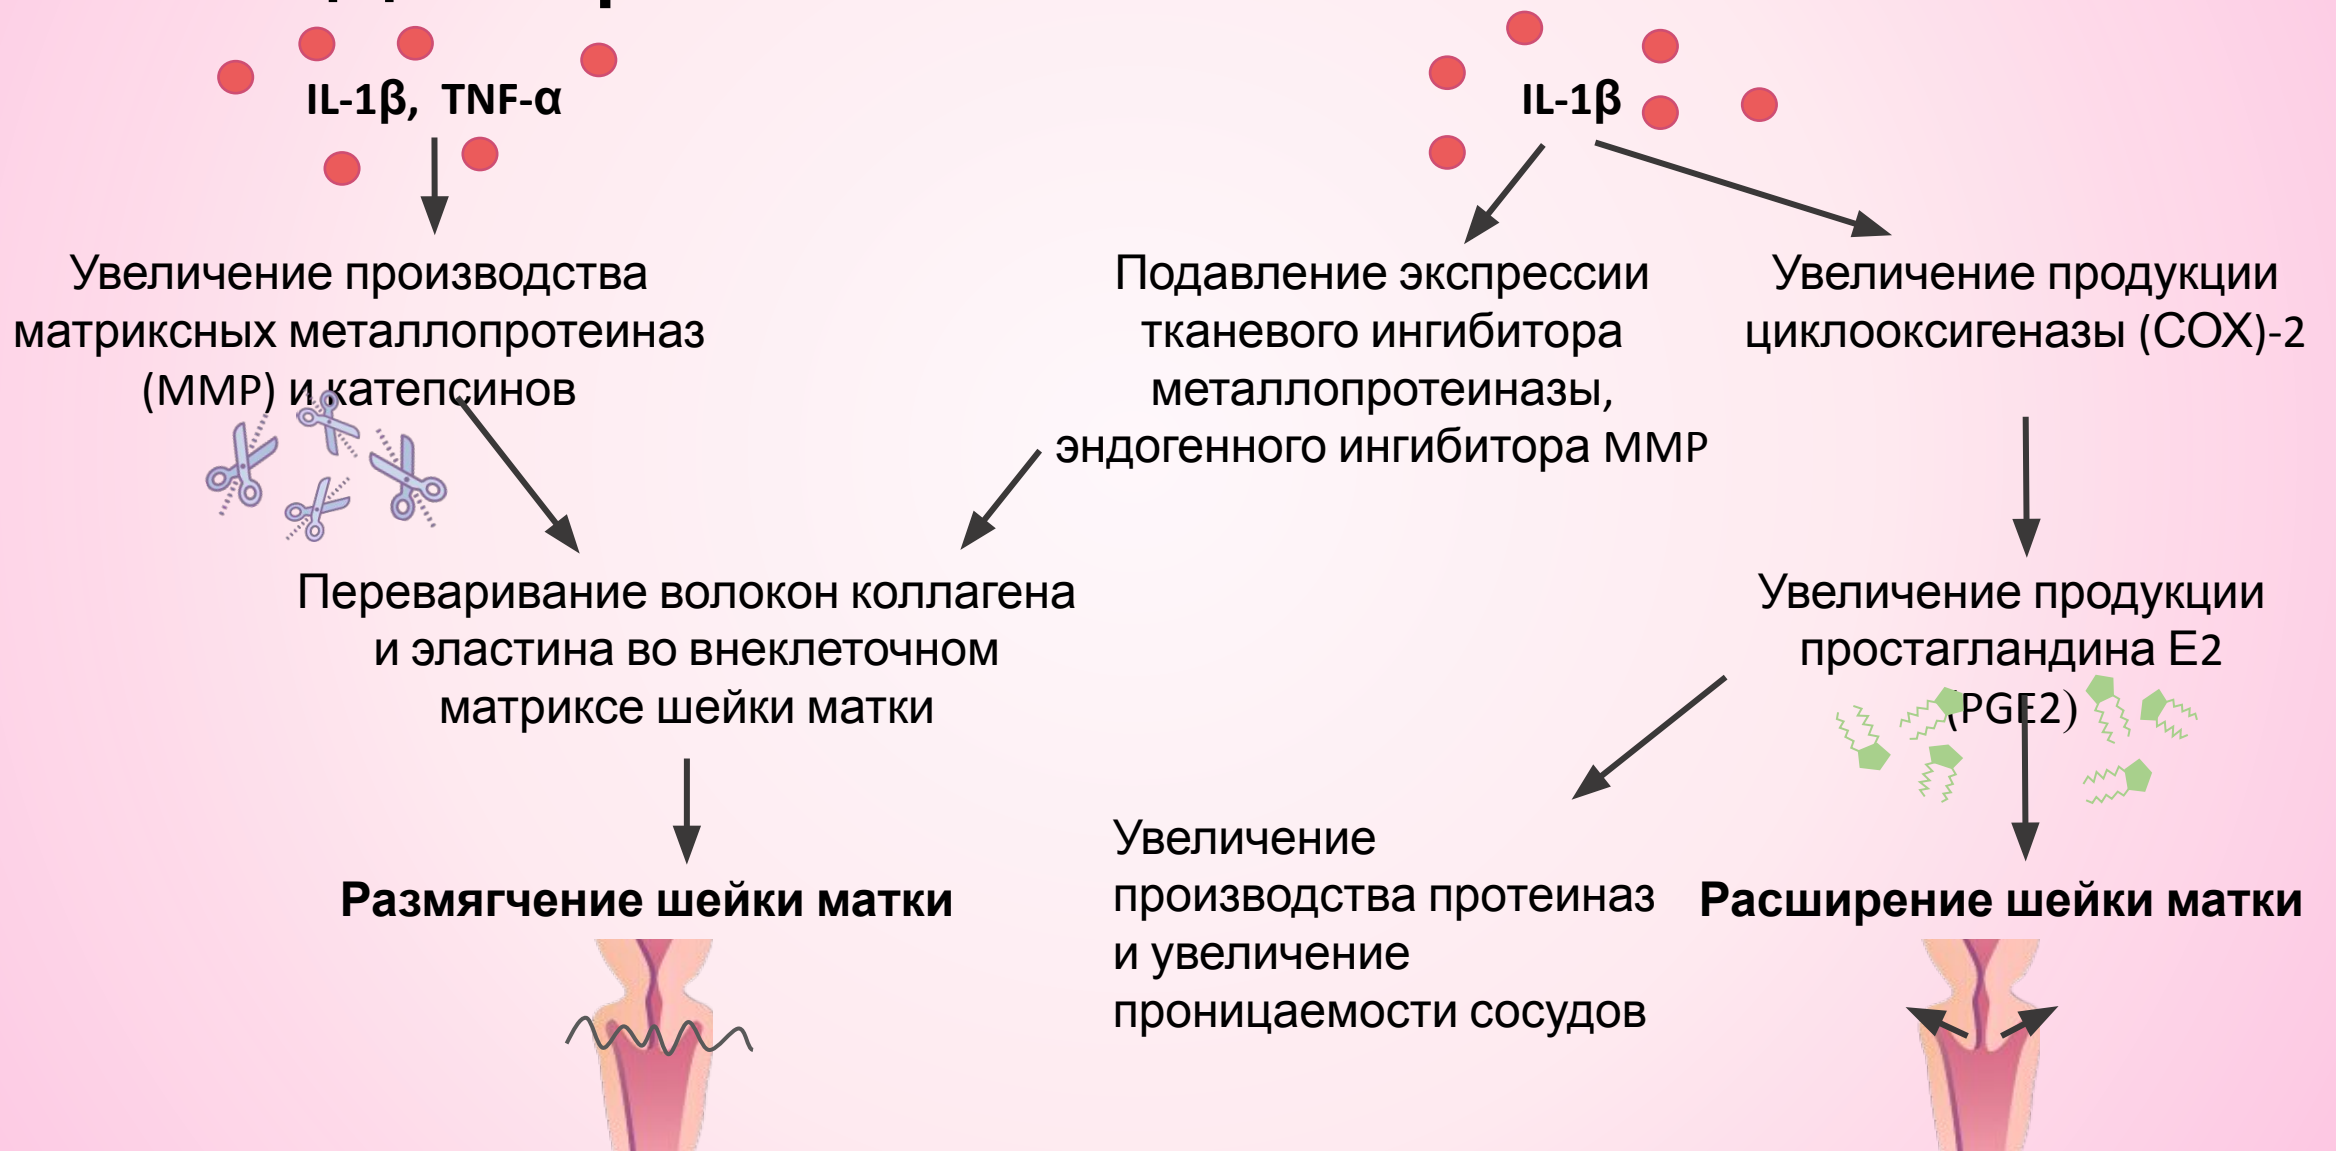 IL-1β, TNF-α
Увеличение производства
матриксных металлопротеиназ
(MMP) и катепсинов
IL-1β
Подавление экспрессии
тканевого ингибитора
металлопротеиназы,
эндогенного ингибитора MMP
Увеличение продукции
циклооксигеназы (COX)-2
Переваривание волокон коллагена
и эластина во внеклеточном
матриксе шейки матки
Увеличение продукции
простагландина E2
(PGE2)
Размягчение шейки матки
Увеличение
производства протеиназ
и увеличение
проницаемости сосудов
Расширение шейки матки